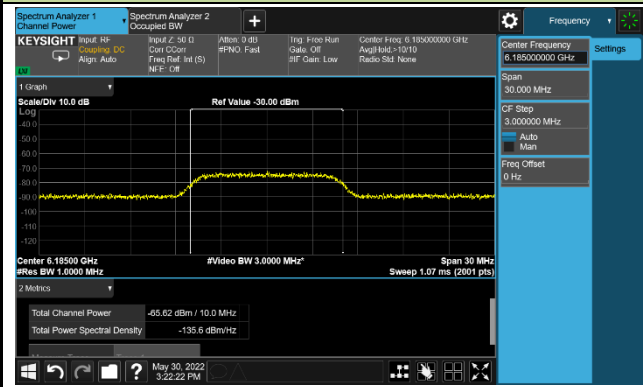 Spectrum Analyzer 1
Channel Power
Spectrum Analyzer 2
Occupied BW
Frequency
KEYSIGHT
Input: RF
Coupling: DC
Align: Auto
Input Z: 50 Ω
Corr CCorr
Freq Ref: Int (S)
NFE: Off
Atten: 0 dB
#PNO: Fast
Trig: Free Run
Gate: Off
#IF Gain: Low
Center Freq: 6.185000000 GHz
Avg|Hold:>10/10
Radio Std: None
Center Frequency
6.185000000 GHz
Settings
Span
30.000 MHz
CF Step
3.000000 MHz
Auto
Man
Freq Offset
0 Hz
1 Graph
Scale/Div 10.0 dB
Ref Value -30.00 dBm
Log
-40.0
-50.0
-60.0
-70.0
-80.0
-90.0
-100
-110
-120
Center 6.18500 GHz
#Video BW 3.0000 MHz*
Span 30 MHz
#Res BW 1.0000 MHz
Sweep 1.07 ms (2001 pts)
2 Metrics
Total Channel Power
-65.62 dBm / 10.0 MHz
Total Power Spectral Density
-135.6 dBm/Hz
May 30, 2022
3:22:22 PM